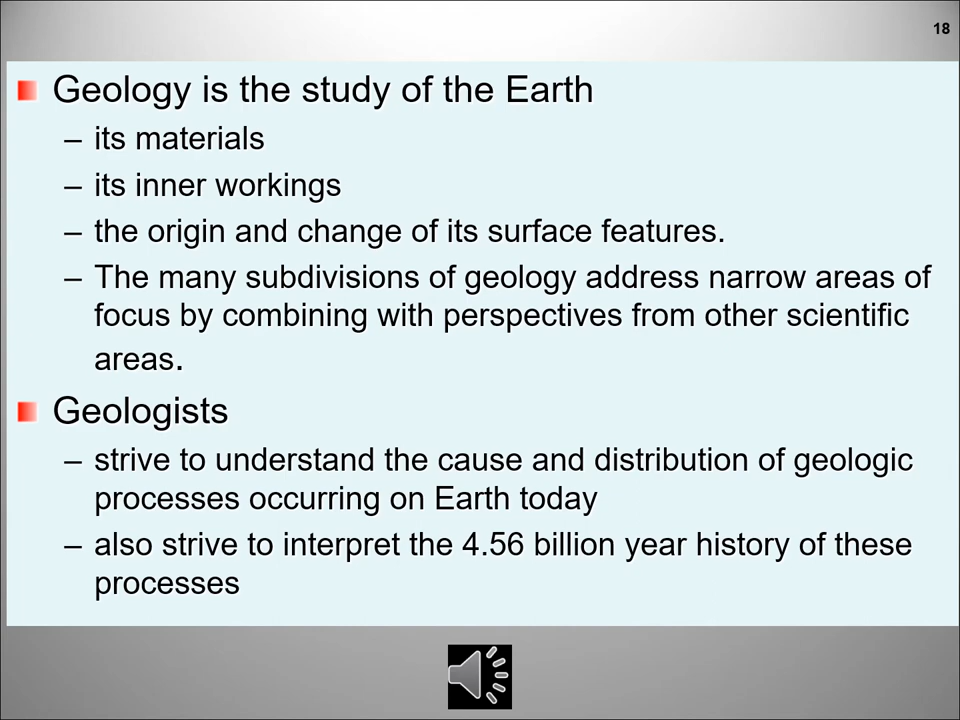 18
Geology is the study of the Earth
– its materials
– its inner workings
– the origin and change of its surface features.
– The many subdivisions of geology address narrow areas of
focus by combining with perspectives from other scientific
areas.
Geologists
– strive to understand the cause and distribution of geologic
processes occurring on Earth today
– also strive to interpret the 4.56 billion year history of these
processes